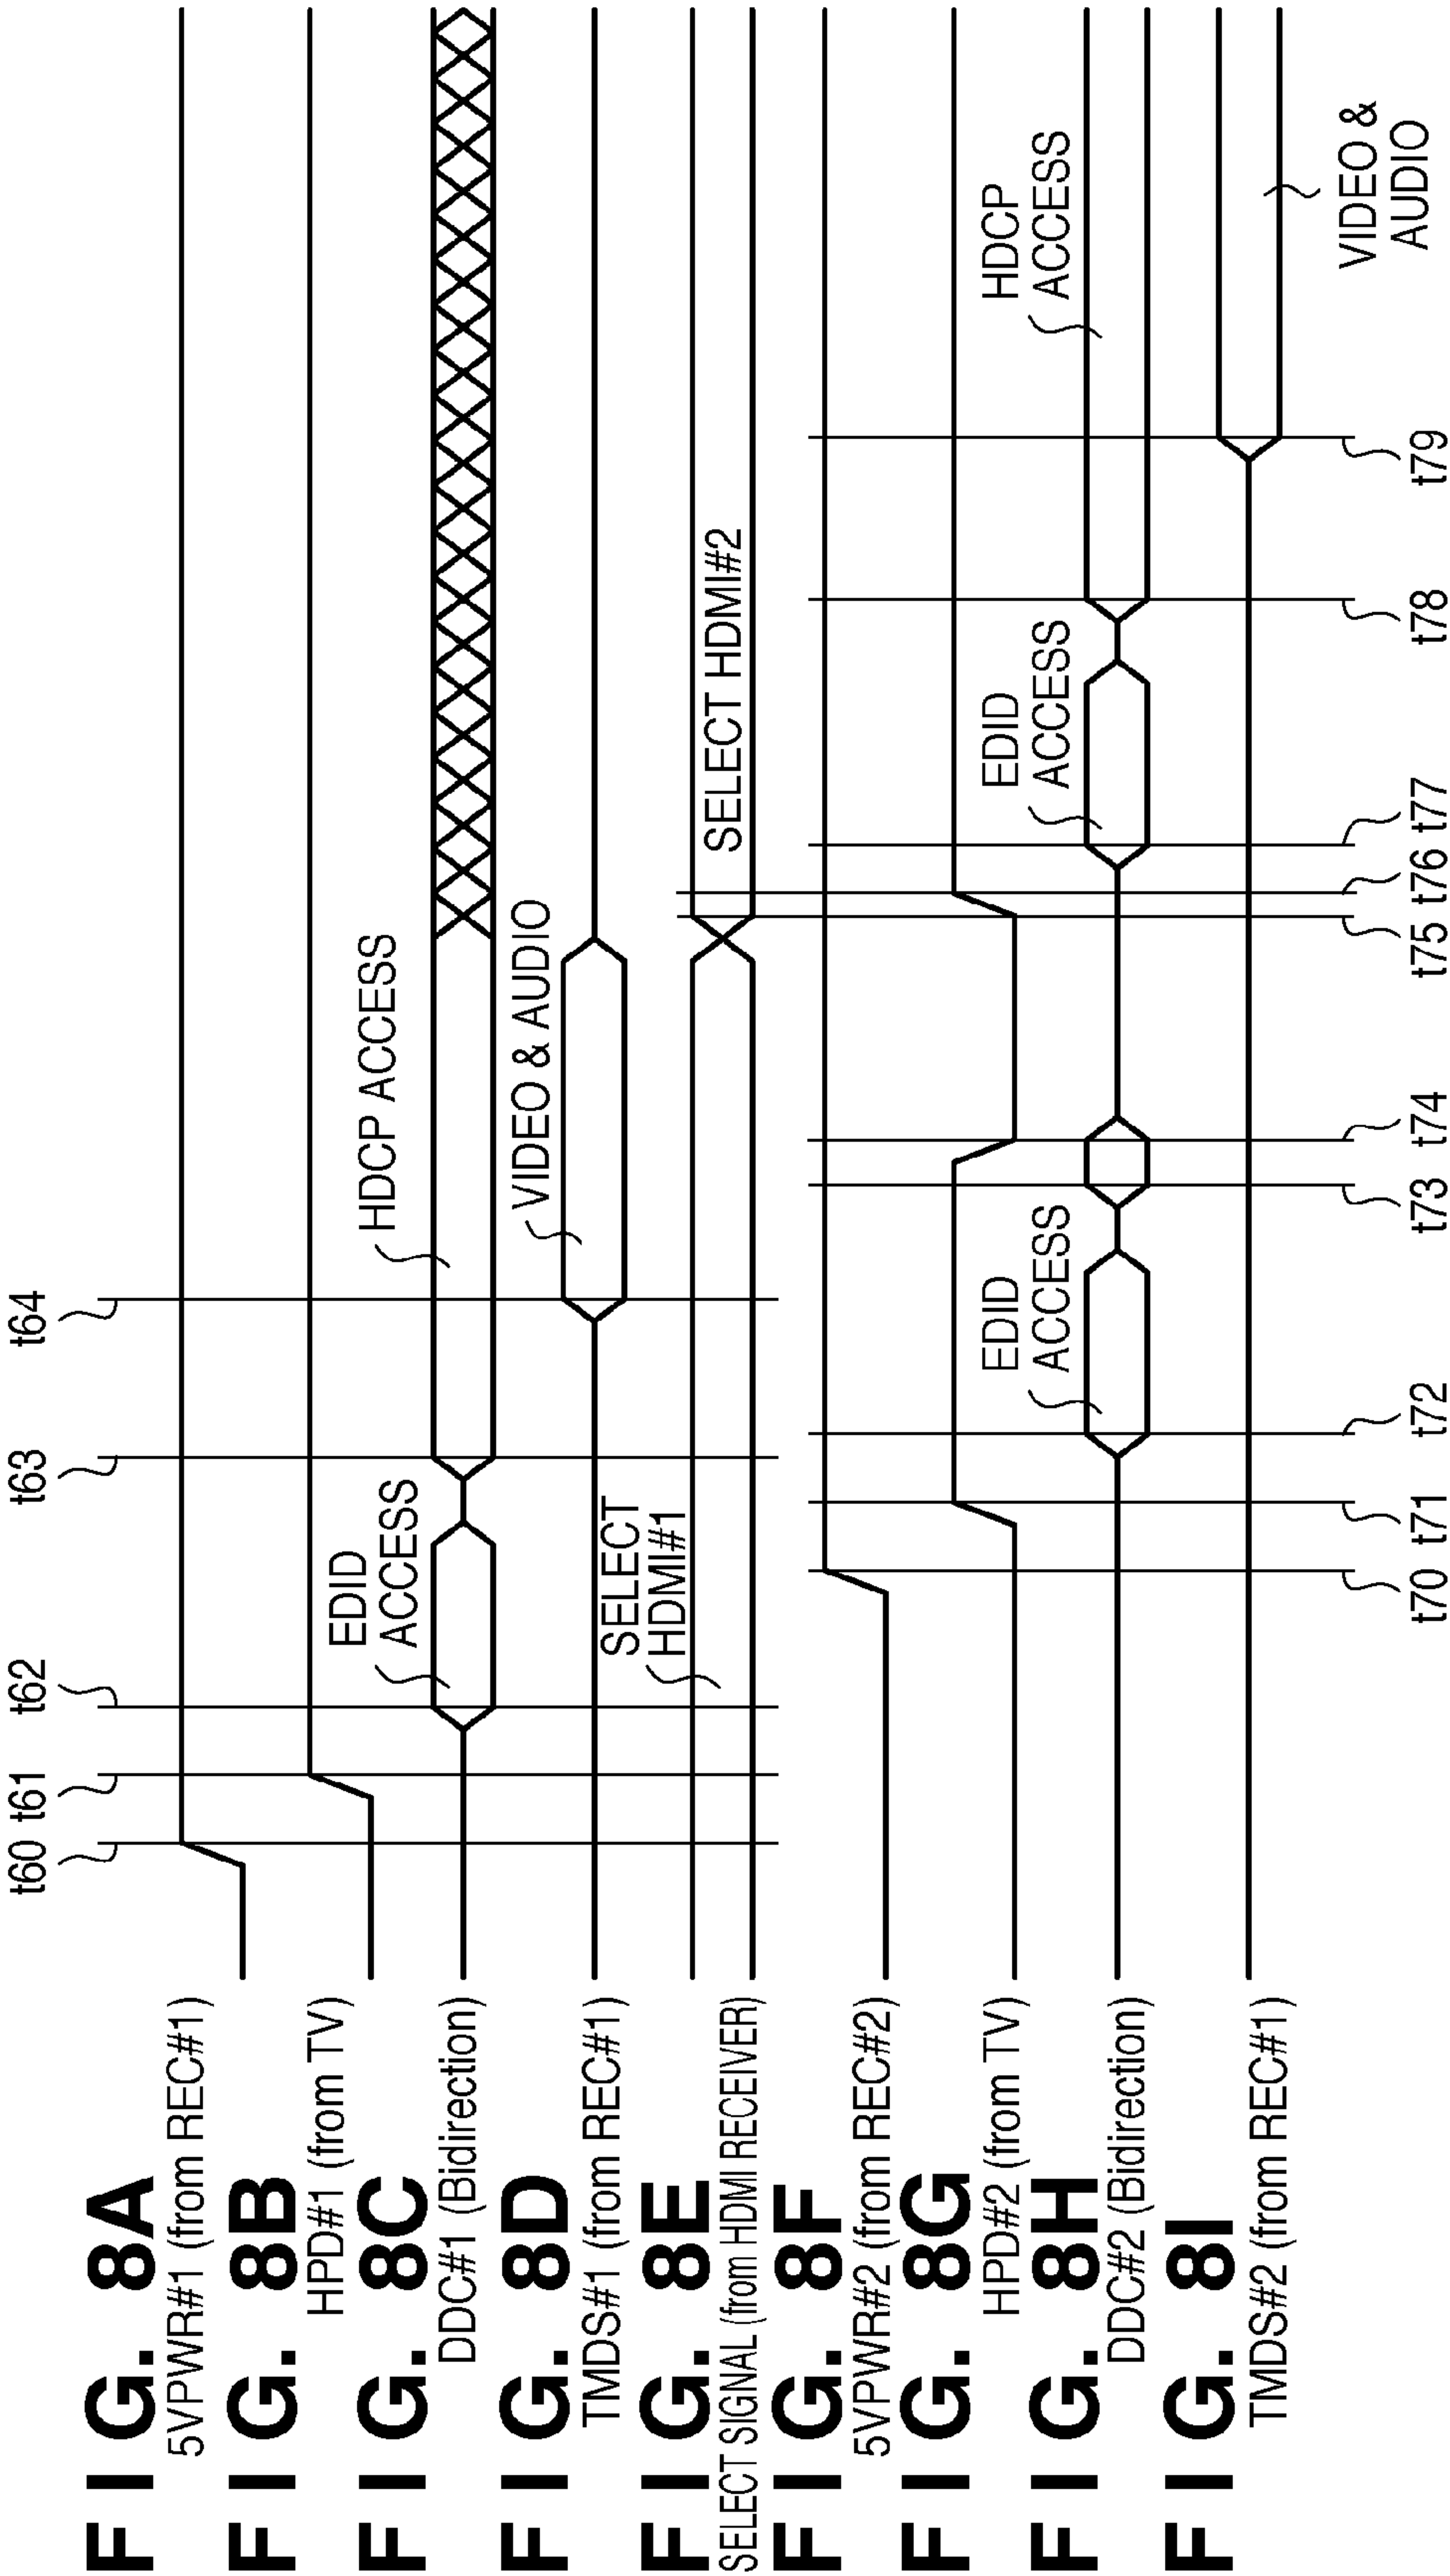 FIG. 8A
5VPWR#1 (from REC#1)
t60
t61
t62
t63
t64
FIG. 8B
HPD#1 (from TV)
FIG. 8C
DDC#1 (Bidirection)
EDID
ACCESS
HDCP ACCESS
FIG. 8D
TMDS#1 (from REC#1)
VIDEO & AUDIO
FIG. 8E
SELECT SIGNAL (from HDMI RECEIVER)
SELECT
HDMI#1
SELECT HDMI#2
FIG. 8F
5VPWR#2 (from REC#2)
FIG. 8G
HPD#2 (from TV)
FIG. 8H
DDC#2 (Bidirection)
EDID
ACCESS
EDID
ACCESS
HDCP
ACCESS
FIG. 8I
TMDS#2 (from REC#1)
VIDEO &
AUDIO
t70
t71
t72
t73
t74
t75
t76
t77
t78
t79